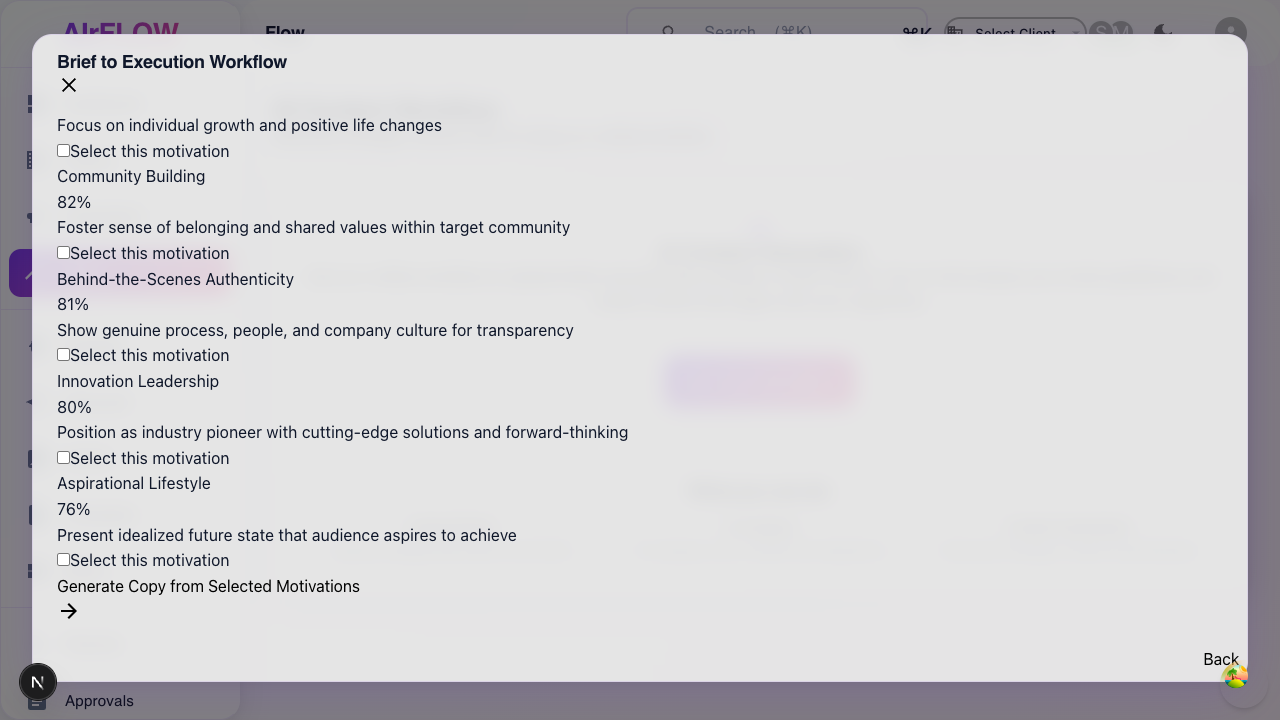 AIrFLOW
Flow
Search... (⌘K)
⌘K
Select Client
S
M
Brief to Execution Workflow
Focus on individual growth and positive life changes
Select this motivation
Community Building
82%
Foster sense of belonging and shared values within target community
Select this motivation
Behind-the-Scenes Authenticity
81%
Show genuine process, people, and company culture for transparency
Select this motivation
Innovation Leadership
80%
Position as industry pioneer with cutting-edge solutions and forward-thinking
Select this motivation
Aspirational Lifestyle
76%
Present idealized future state that audience aspires to achieve
Select this motivation
Generate Copy from Selected Motivations
Back
N
Approvals